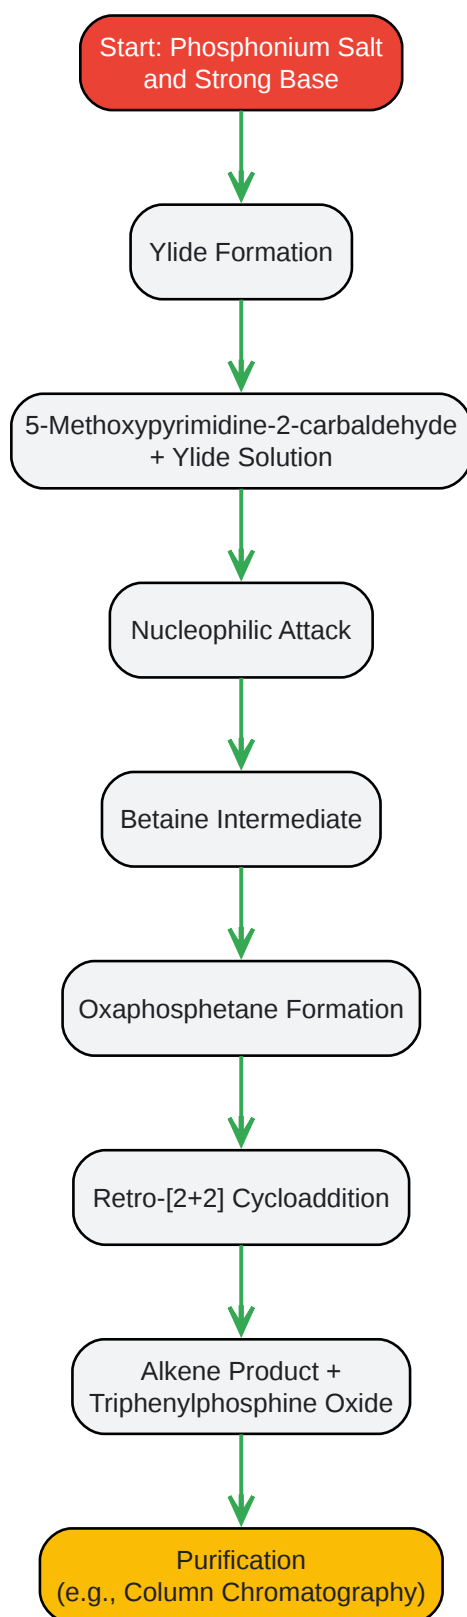 Start: Phosphonium Salt
and Strong Base
Ylide Formation
5-Methoxypyrimidine-2-carbaldehyde
+ Ylide Solution
Nucleophilic Attack
Betaine Intermediate
Oxaphosphetane Formation
Retro-[2+2] Cycloaddition
Alkene Product +
Triphenylphosphine Oxide
Purification
(e.g., Column Chromatography)